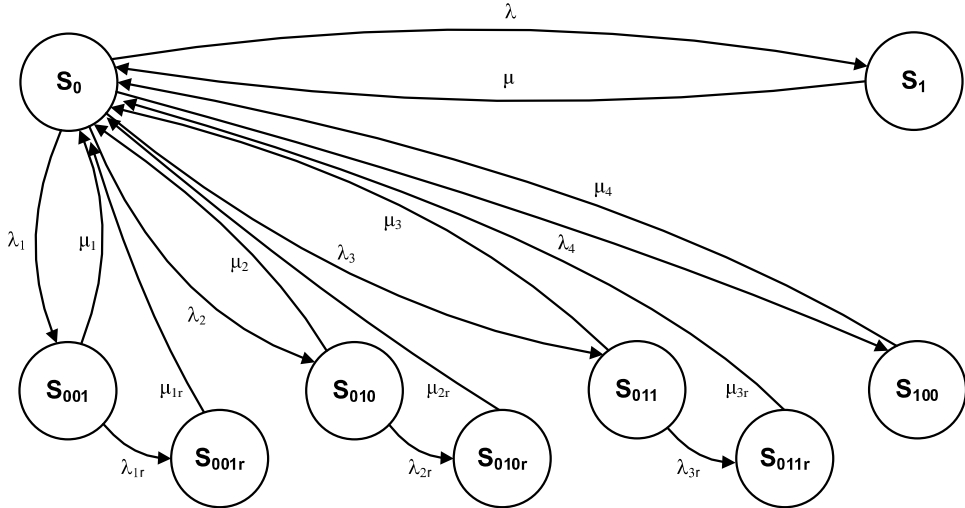 λ
S0
μ
S1
μ4
μ3
λ4
λ1
μ1
μ2
λ3
λ2
μ1r
μ2r
μ3r
S001
S010
S011
S100
λ1r
S001r
λ2r
S010r
λ3r
S011r